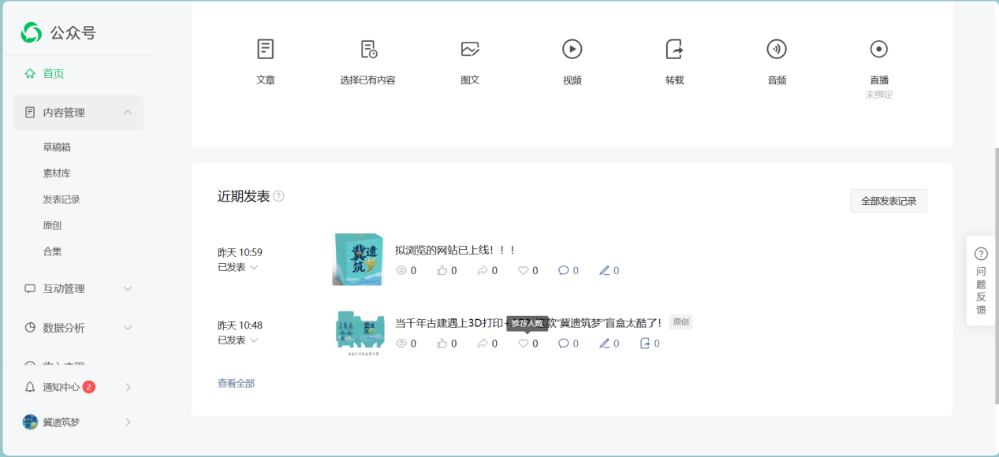 公众号
首页
内容管理
草稿箱
素材库
发表记录
原创
合集
互动管理
数据分析
通知中心 2
冀遗筑梦
文章
选择已有内容
图文
视频
转载
音频
直播
未绑定
近期发表
全部发表记录
昨天 10:59
已发表
冀遗筑梦
拟浏览的网站已上线！！！
0 0 0 0 0 0
昨天 10:48
已发表
当千年古建遇上3D打印+
款“冀遗筑梦”盲盒太酷了！
原创
推荐人数
0 0 0 0 0 0 0
查看全部
问题反馈